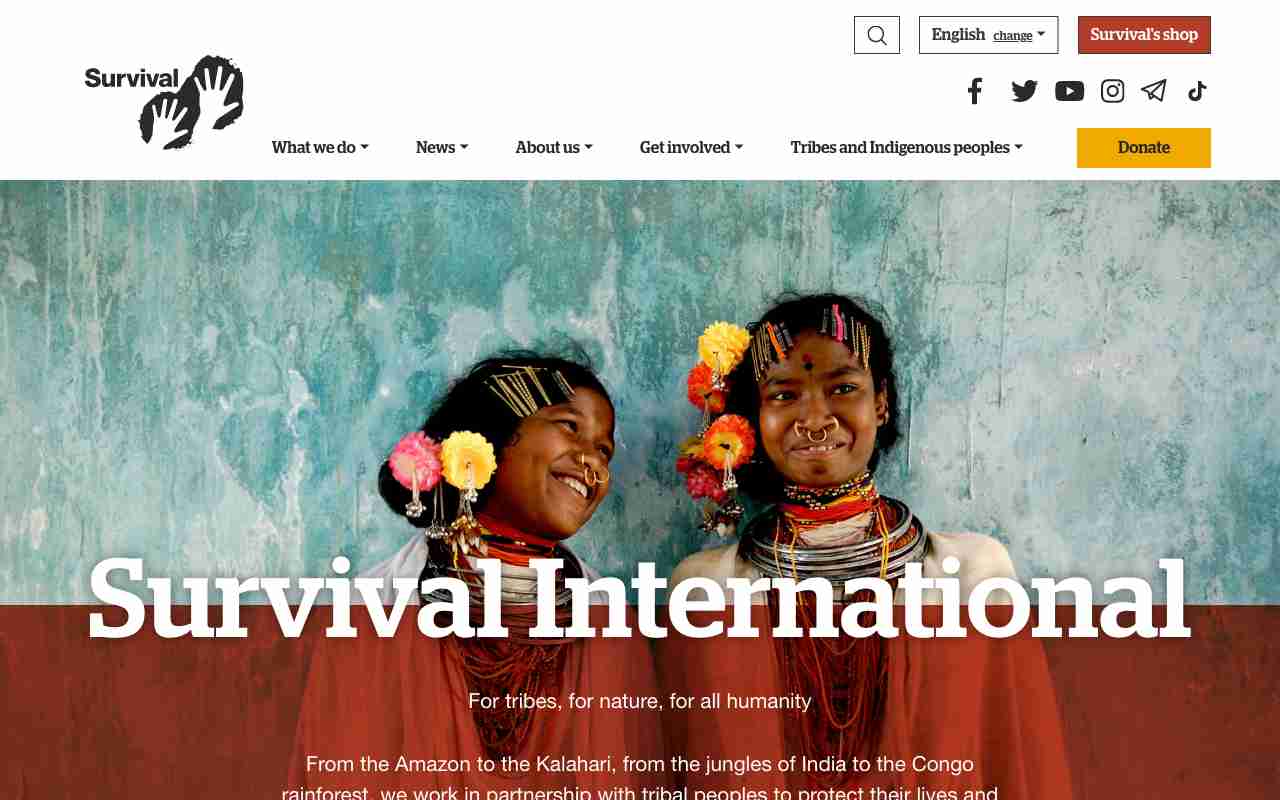 English change
Survival's shop
Survival
What we do
News
About us
Get involved
Tribes and Indigenous peoples
Donate
Survival International
For tribes, for nature, for all humanity
From the Amazon to the Kalahari, from the jungles of India to the Congo
rainforest, we work in partnership with tribal peoples to protect their lives and